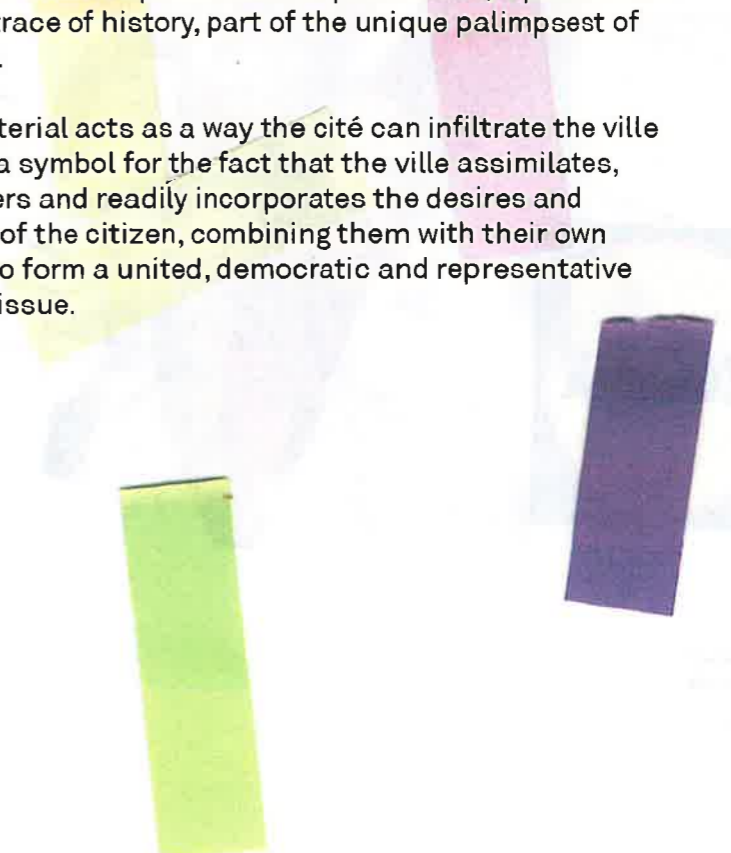 trace of history, part of the unique palimpsest of
.
terial acts as a way the cité can infiltrate the ville
a symbol for the fact that the ville assimilates,
ers and readily incorporates the desires and
of the citizen, combining them with their own
o form a united, democratic and representative
issue.